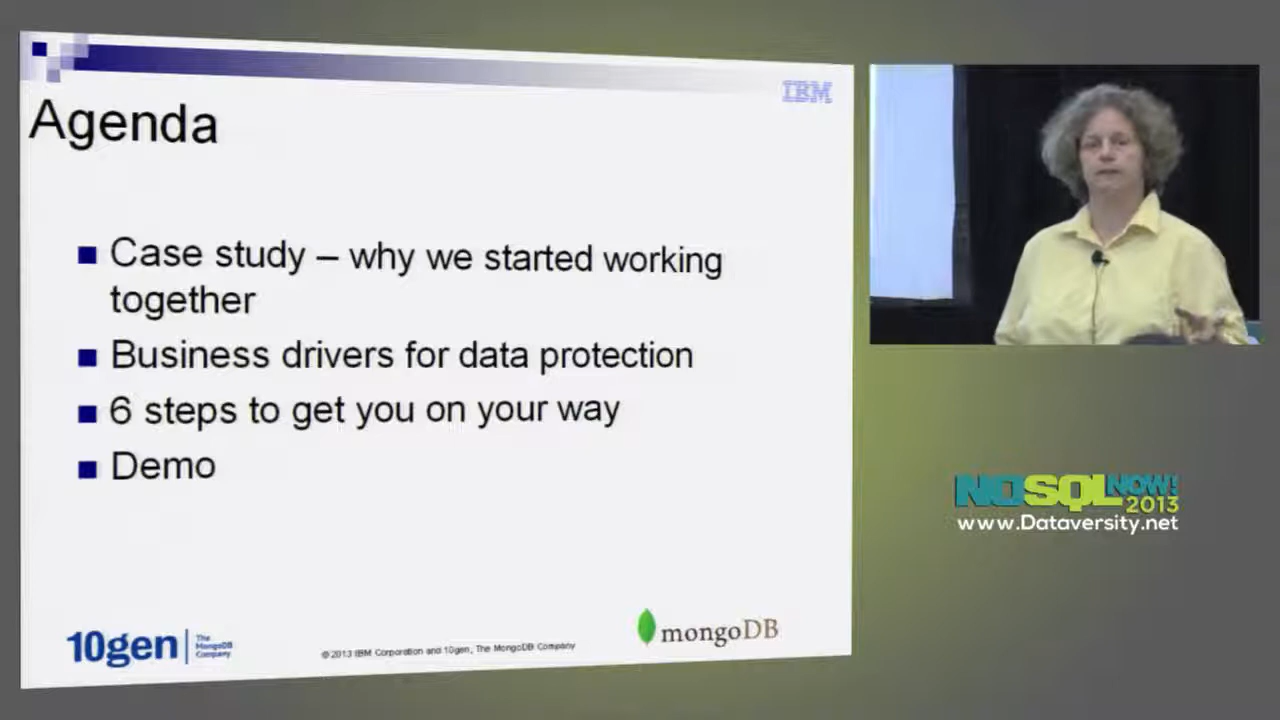 IBM
Agenda
Case study – why we started working
together
Business drivers for data protection
6 steps to get you on your way
Demo
10gen
The
MongoDB
Company
© 2013 IBM Corporation and 10gen, The MongoDB Company
mongoDB
NOSQL NOW!
2013
www.Dataversity.net